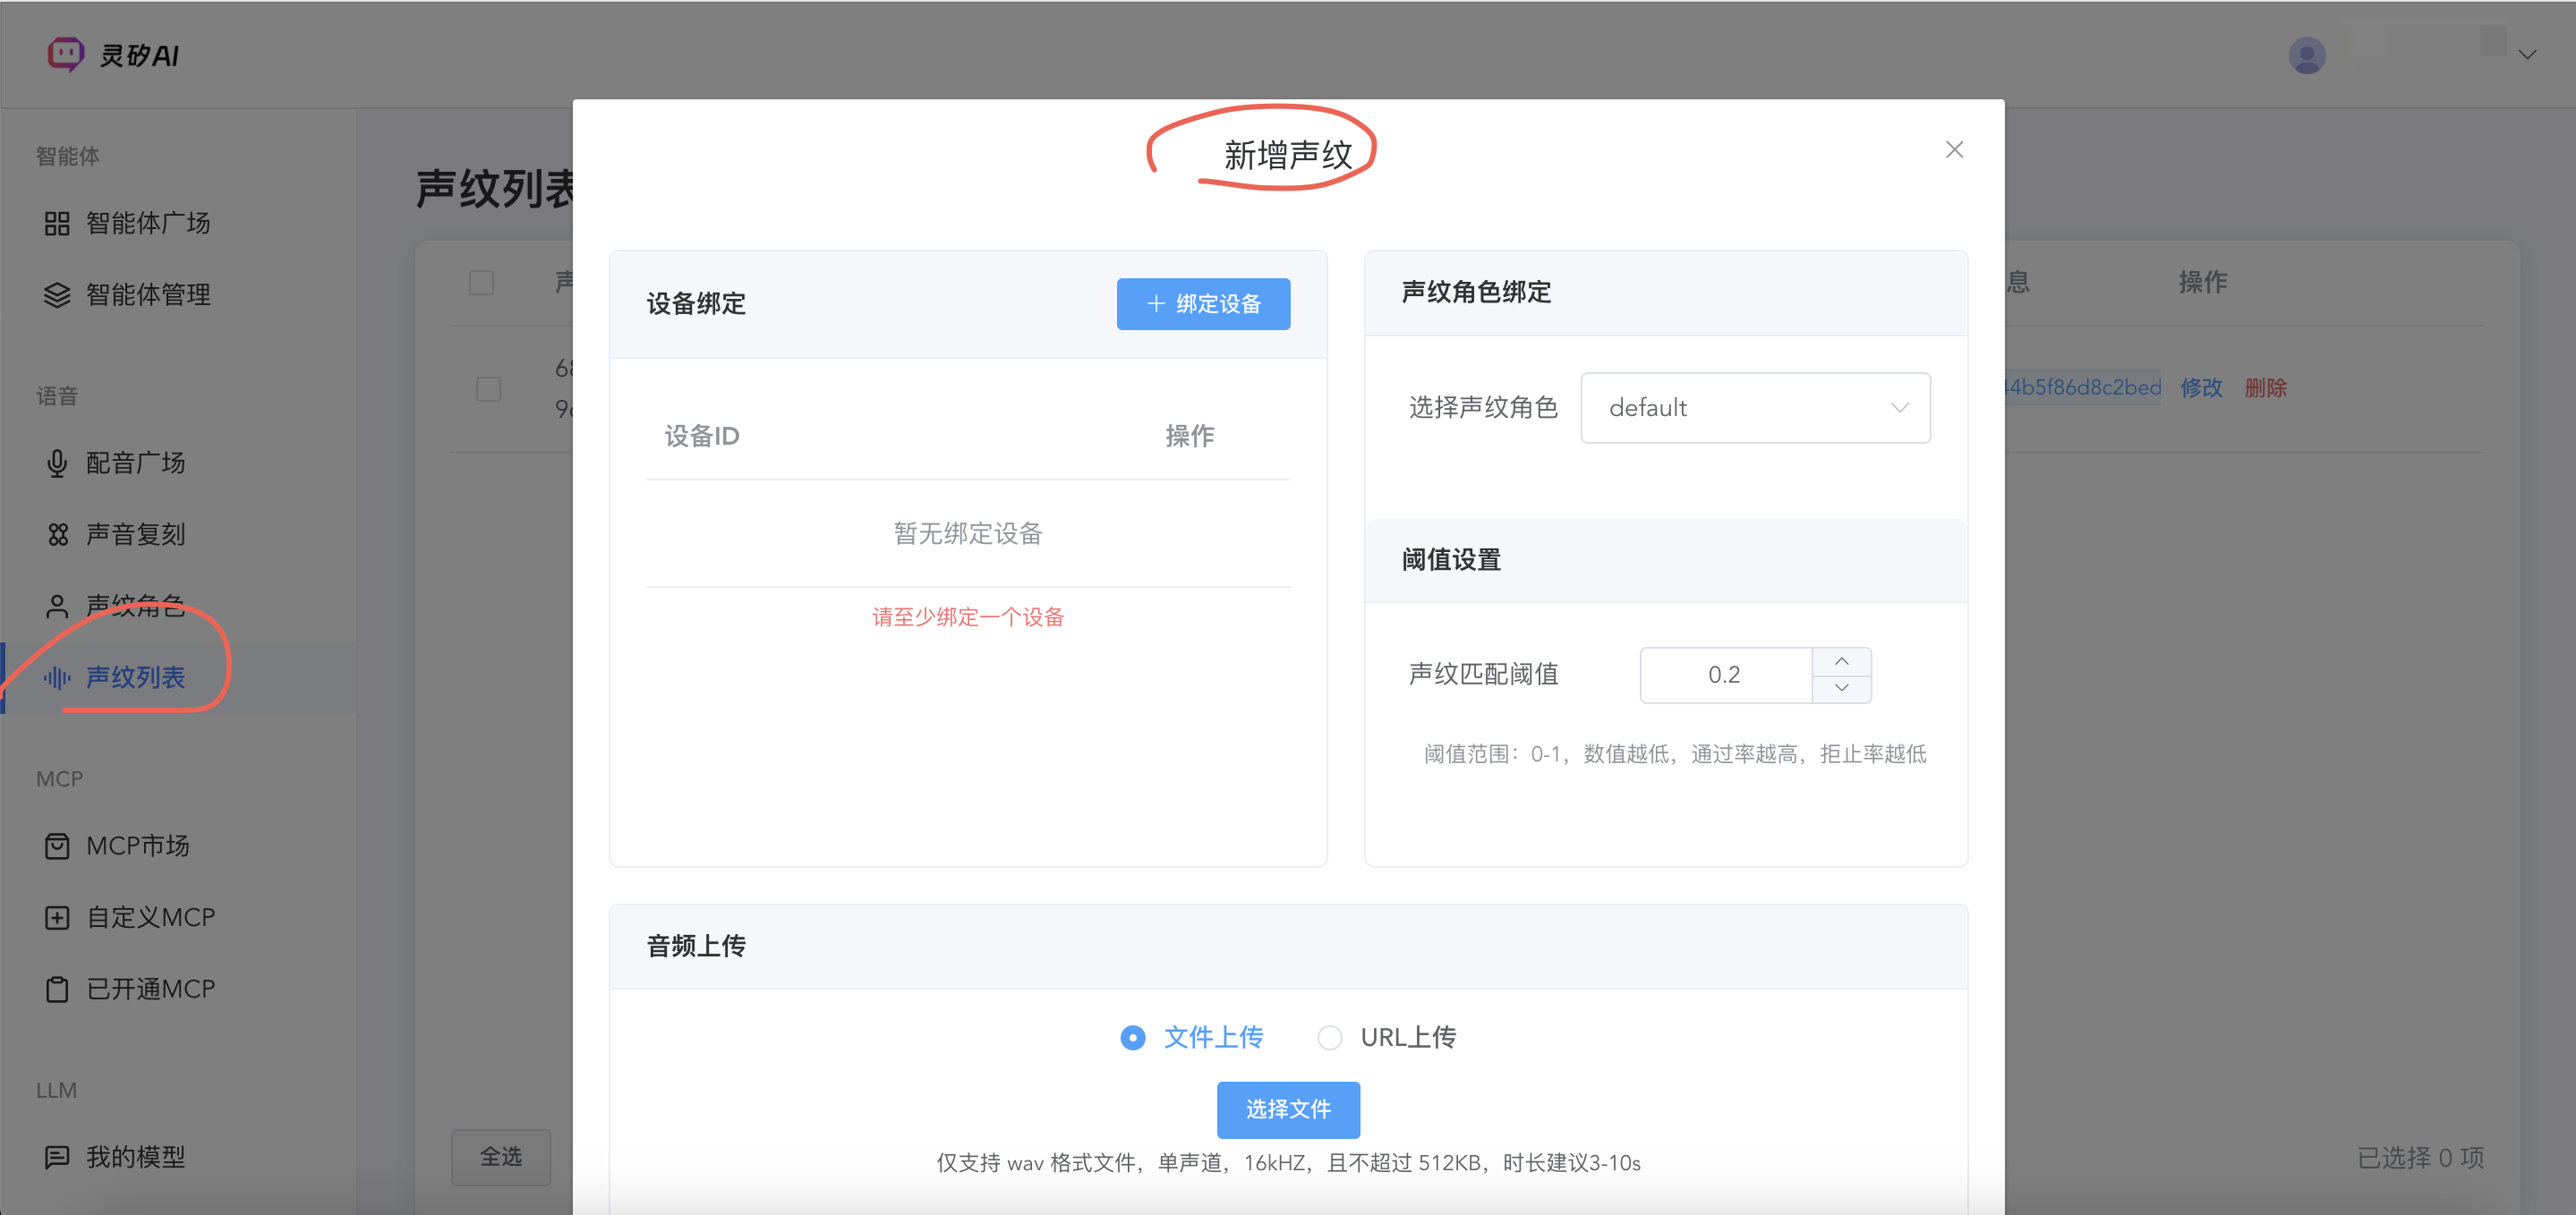 灵矽AI
智能体
智能体广场
智能体管理
语音
配音广场
声音复刻
声纹角色
声纹列表
MCP
MCP市场
自定义MCP
已开通MCP
LLM
我的模型
声纹列表
息
操作
44b5f86d8c2bed
修改
删除
全选
已选择 0 项
新增声纹
设备绑定
绑定设备
设备ID
操作
暂无绑定设备
请至少绑定一个设备
声纹角色绑定
选择声纹角色
default
阈值设置
声纹匹配阈值
0.2
阈值范围：0-1，数值越低，通过率越高，拒止率越低
音频上传
文件上传
URL上传
选择文件
仅支持 wav 格式文件，单声道，16kHZ，且不超过 512KB，时长建议3-10s